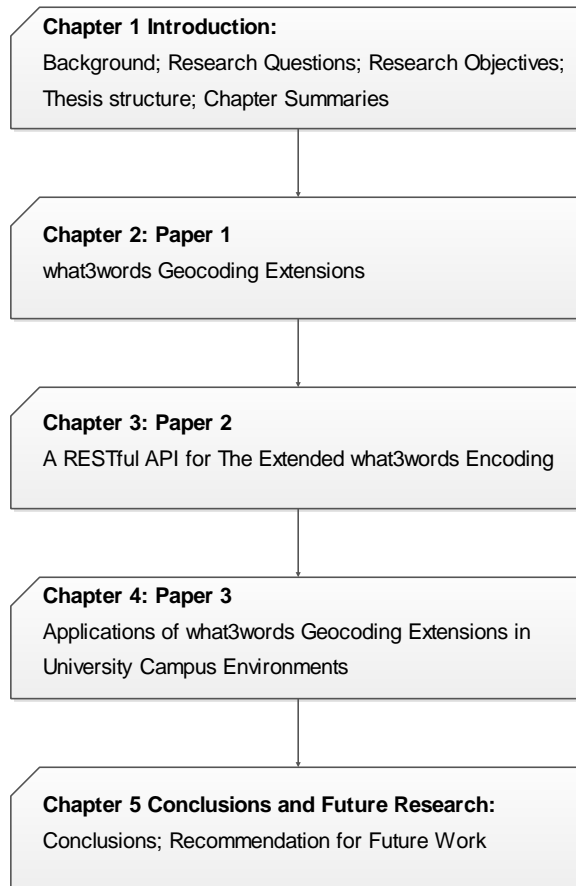 Chapter 1 Introduction:
Background; Research Questions; Research Objectives;
Thesis structure; Chapter Summaries
Chapter 2: Paper 1
what3words Geocoding Extensions
Chapter 3: Paper 2
A RESTful API for The Extended what3words Encoding
Chapter 4: Paper 3
Applications of what3words Geocoding Extensions in
University Campus Environments
Chapter 5 Conclusions and Future Research:
Conclusions; Recommendation for Future Work